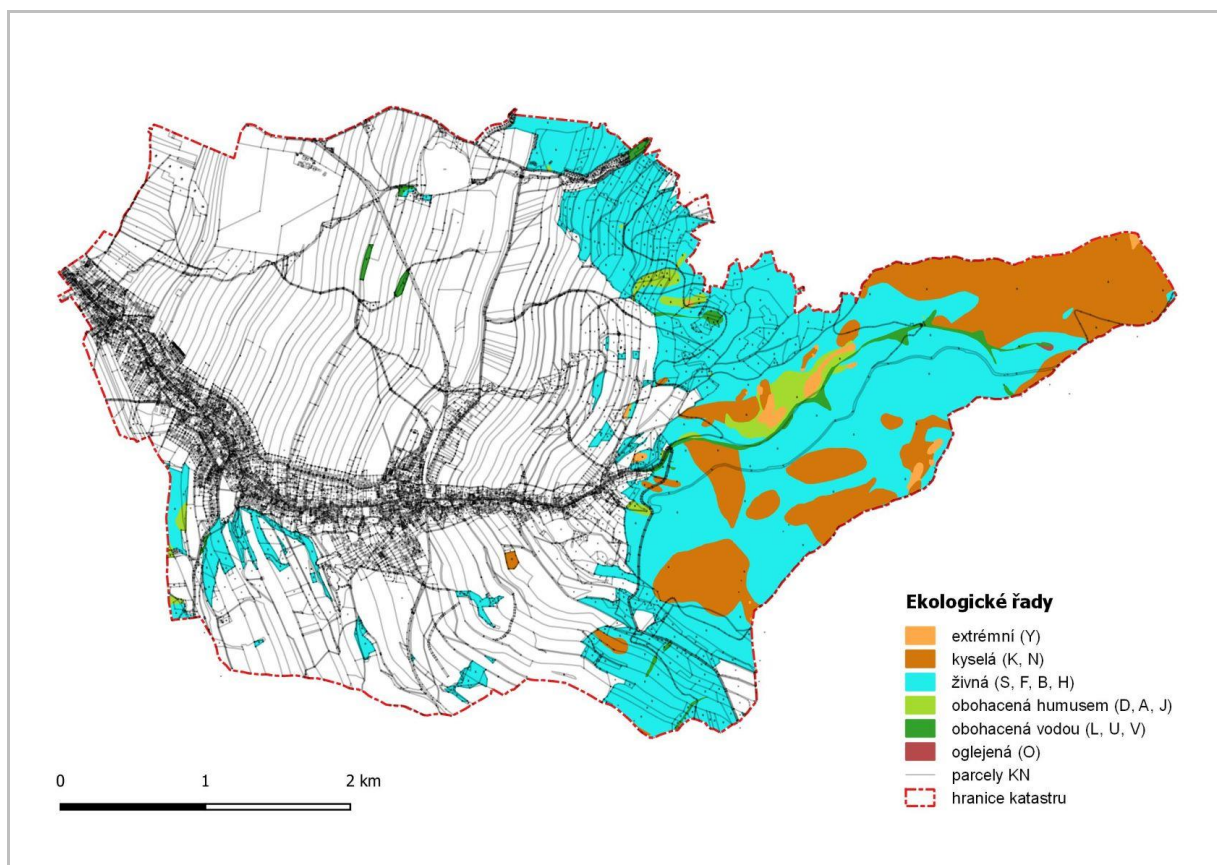 Ekologické řady
extrémní (Y)
kyselá (K, N)
živná (S, F, B, H)
obohacená humusem (D, A, J)
obohacená vodou (L, U, V)
oglejená (O)
parcely KN
hranice katastru
0 1 2 km